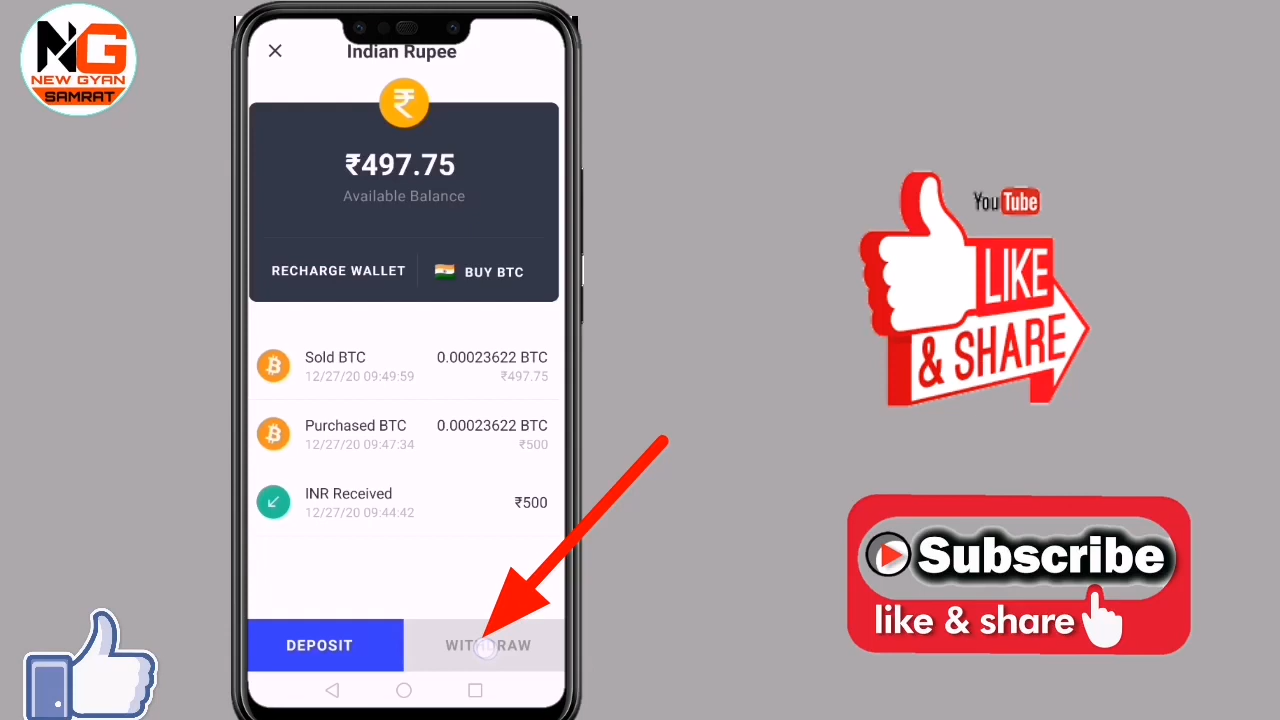 NG
NEW GYAN
SAMRAT
Indian Rupee
₹
₹497.75
Available Balance
RECHARGE WALLET
BUY BTC
Sold BTC
0.00023622 BTC
12/27/20 09:49:59
₹497.75
Purchased BTC
0.00023622 BTC
12/27/20 09:47:34
₹500
INR Received
₹500
12/27/20 09:44:42
DEPOSIT
WITHDRAW
YouTube
LIKE
& SHARE
Subscribe
like & share